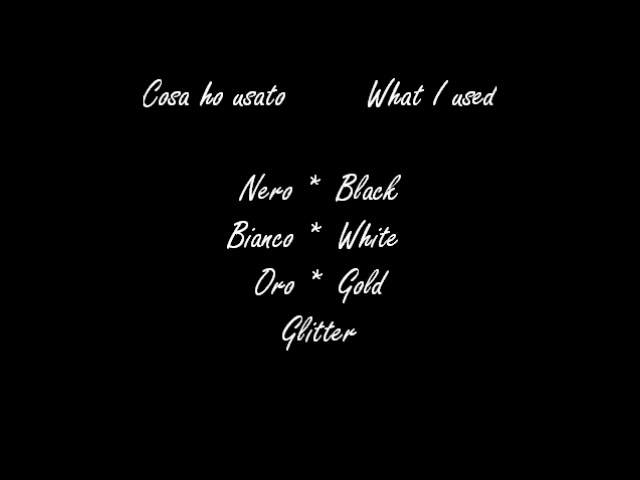 Cosa ho usato What I used
Nero * Black
Bianco * White
Oro * Gold
Glitter